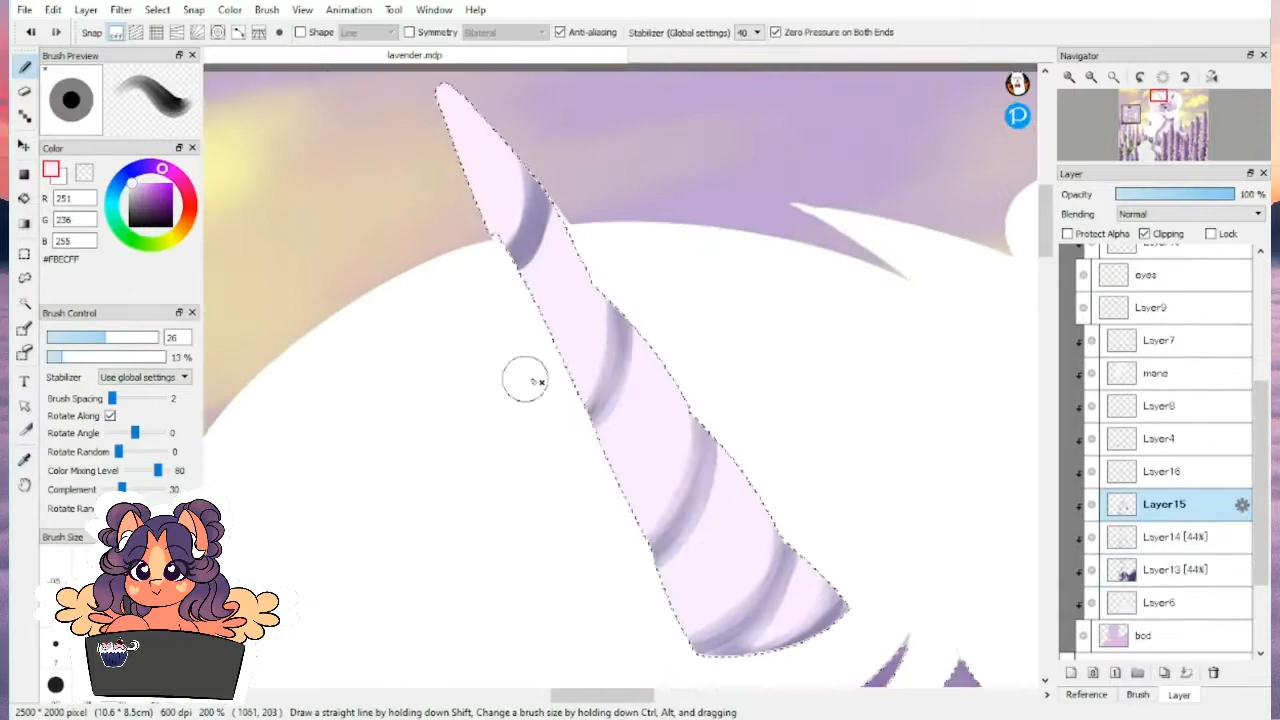 File Edit Layer Filter Select Snap Color Brush View Animation Tool Window Help
Snap off Shape Line Symmetry Bilateral Anti-aliasing Stabilizer (Global settings) 40 Zero Pressure on Both Ends
Brush Preview
lavender.mdp
Navigator
Color
R 251
G 236
B 255
#FBECFF
Layer
Opacity 100 %
Blending Normal
Protect Alpha Clipping Lock
eyes
Layer9
Layer7
mane
Layer8
Layer4
Layer16
Layer15
Layer14 [44%]
Layer13 [44%]
Layer6
bcd
Brush Control
26
13 %
Stabilizer Use global settings
Brush Spacing 2
Rotate Along
Rotate Angle 0
Rotate Random 0
Color Mixing Level 80
Complement 30
Brush Size
7
Reference Brush Layer
2500 * 2000 pixel (10.6 * 8.5cm) 600 dpi 200 % ( 1051, 203 ) Draw a straight line by holding down Shift, Change a brush size by holding down Ctrl, Alt, and dragging